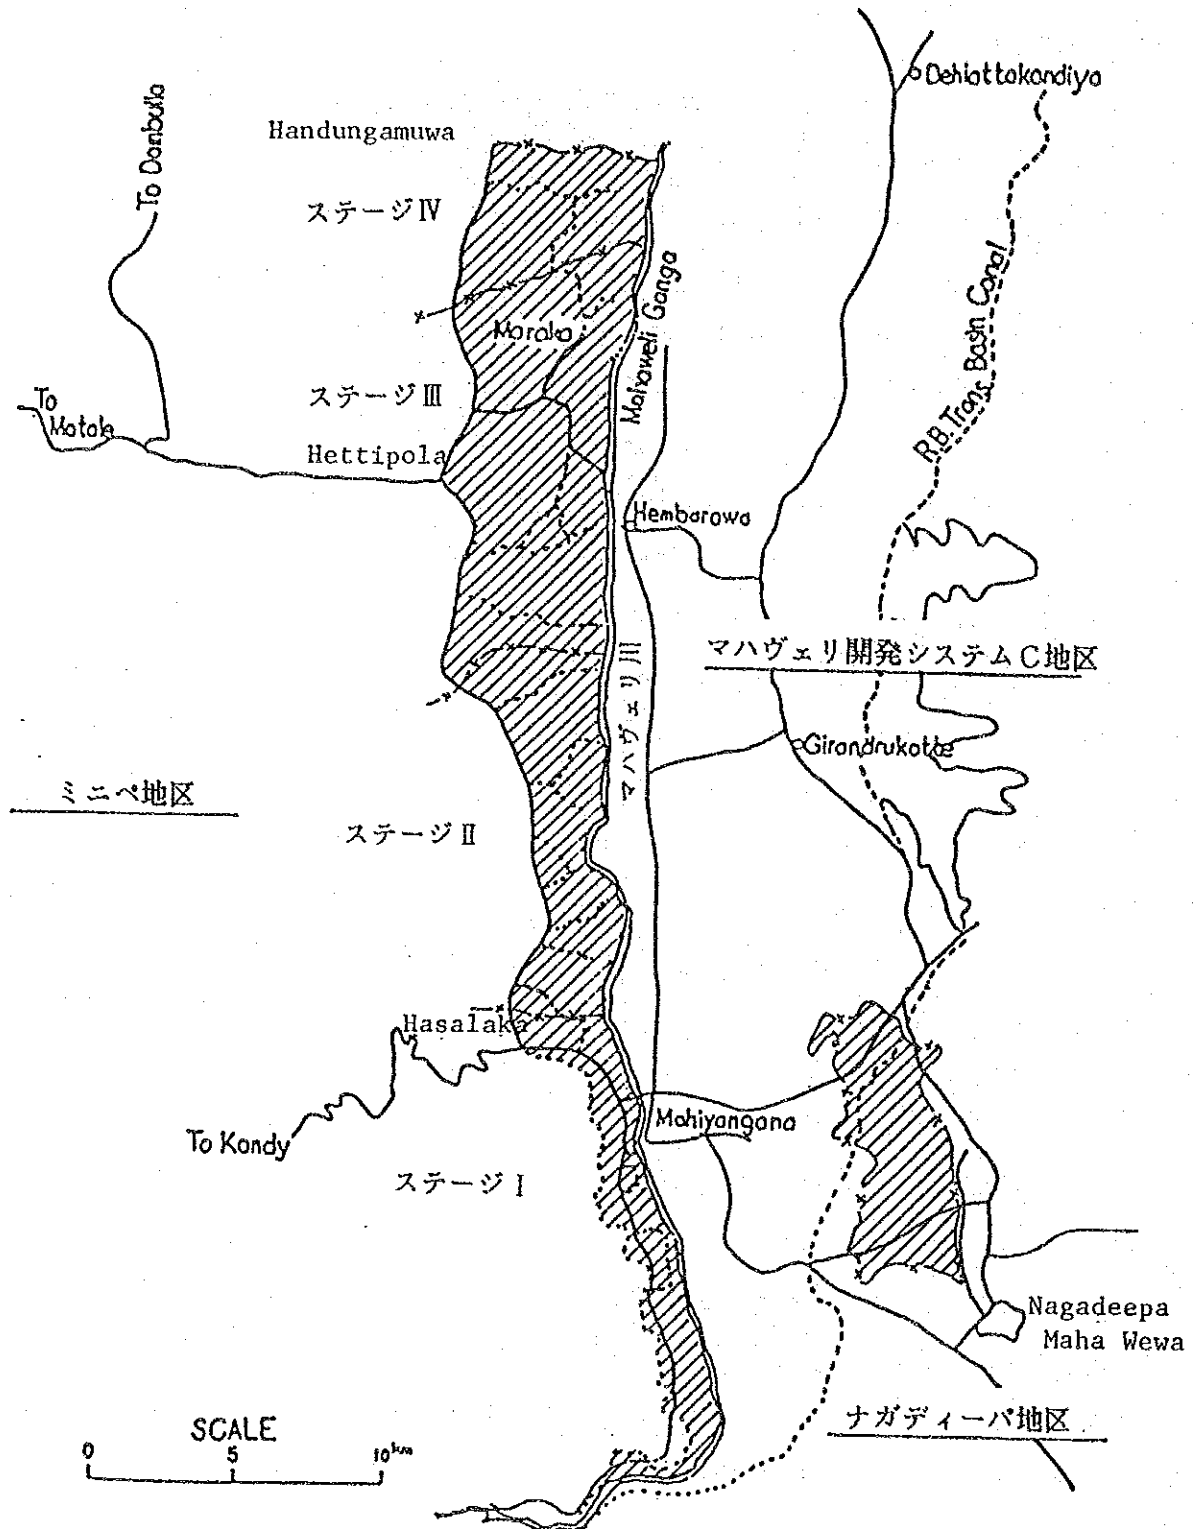 Dehiattakandiya
To Danbulla
Handungamuwa
ステージⅣ
Mahaweli Ganga
R.B. Trans Basin Canal
Moraka
ステージⅢ
To
Matale
Hettipola
Hembarawa
マハヴェリ開発システムC地区
マハヴェリ川
Girandrukotte
ミニペ地区
ステージⅡ
Hasalaka
Mahiyangana
To Kandy
ステージⅠ
Nagadeepa
Maha Wewa
ナガディーパ地区
SCALE
0 5 10km